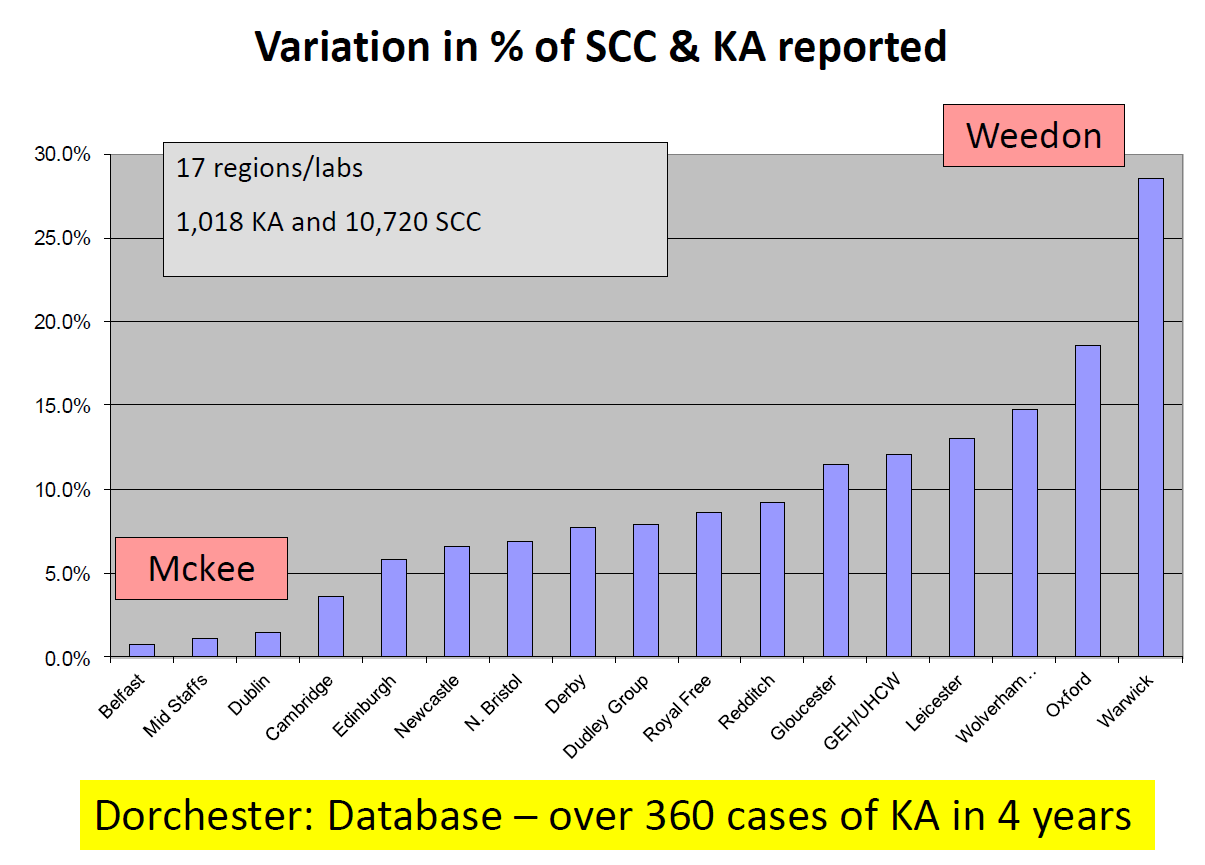 Variation in % of SCC & KA reported
Weedon
17 regions/labs
1,018 KA and 10,720 SCC
Mckee
30.0%
25.0%
20.0%
15.0%
10.0%
5.0%
0.0%
Belfast
Mid Staffs
Dublin
Cambridge
Edinburgh
Newcastle
N. Bristol
Derby
Dudley Group
Royal Free
Redditch
Gloucester
GEH/UHCW
Leicester
Wolverham...
Oxford
Warwick
Dorchester: Database – over 360 cases of KA in 4 years